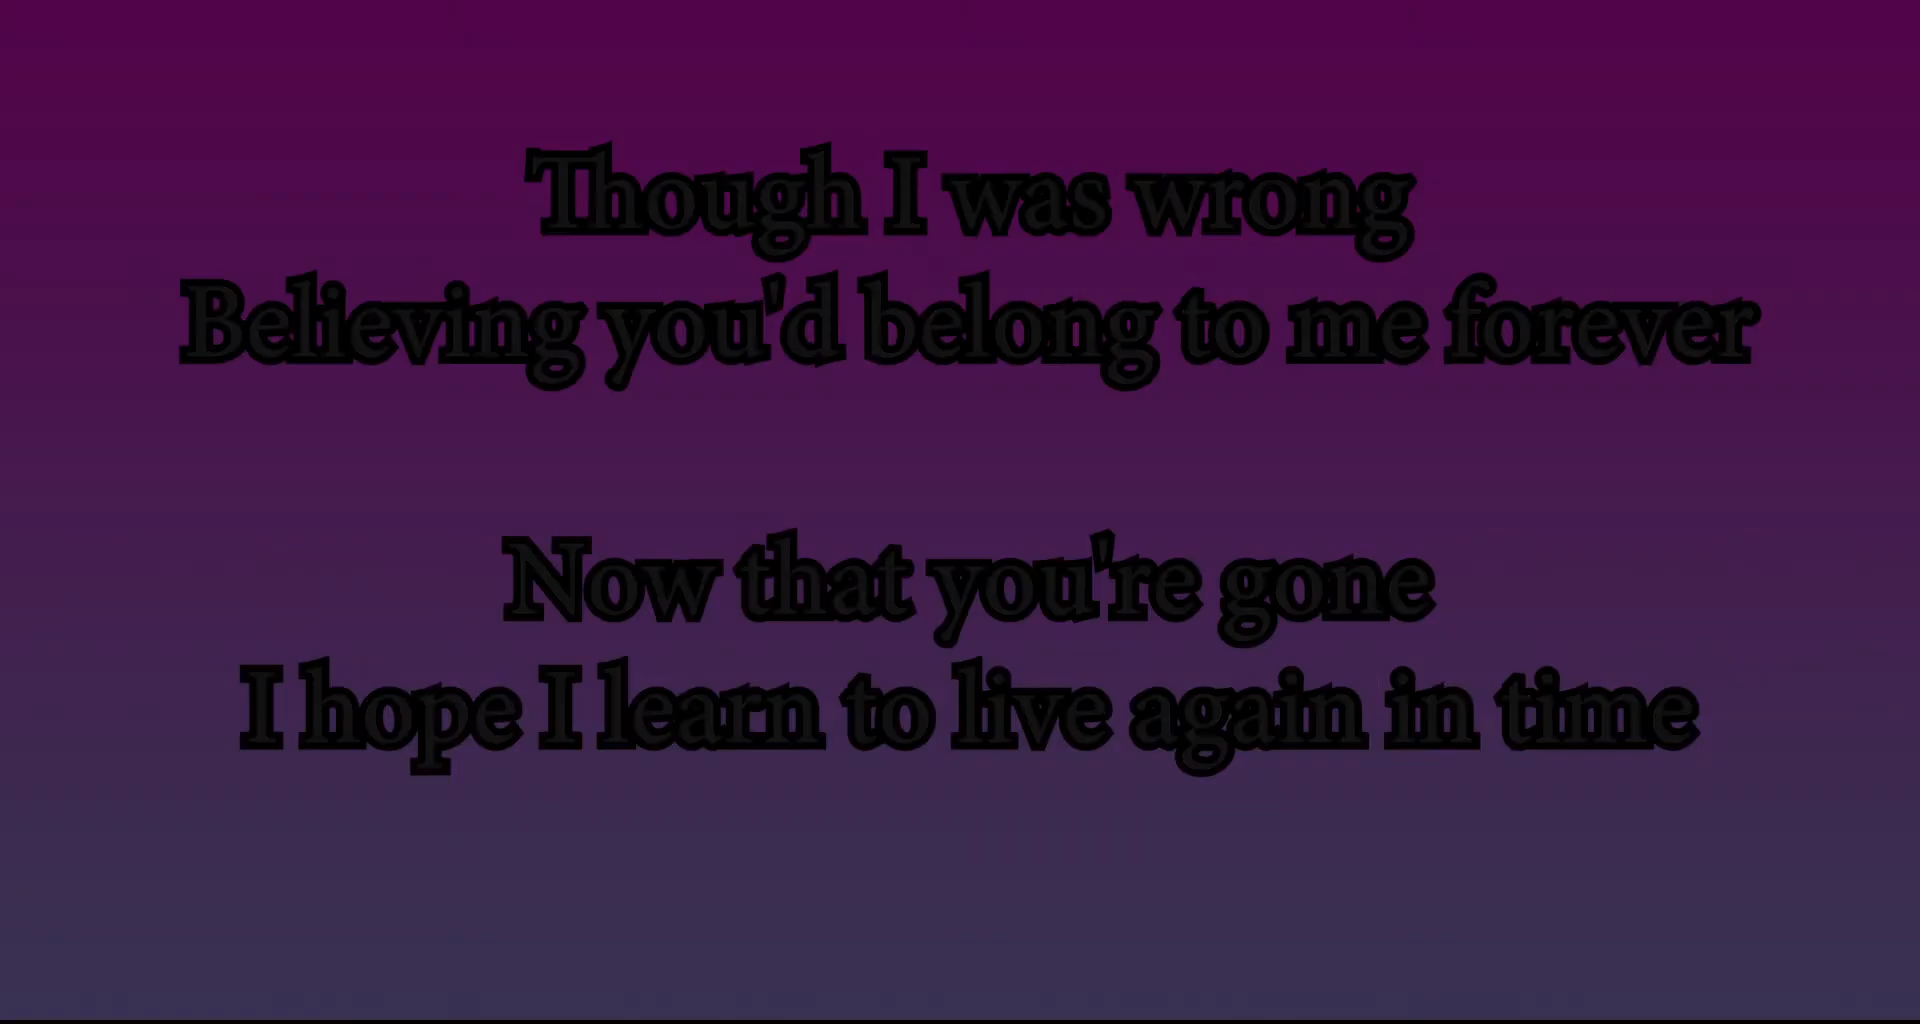 Though I was wrong
Believing you'd belong to me forever
Now that you're gone
I hope I learn to live again in time